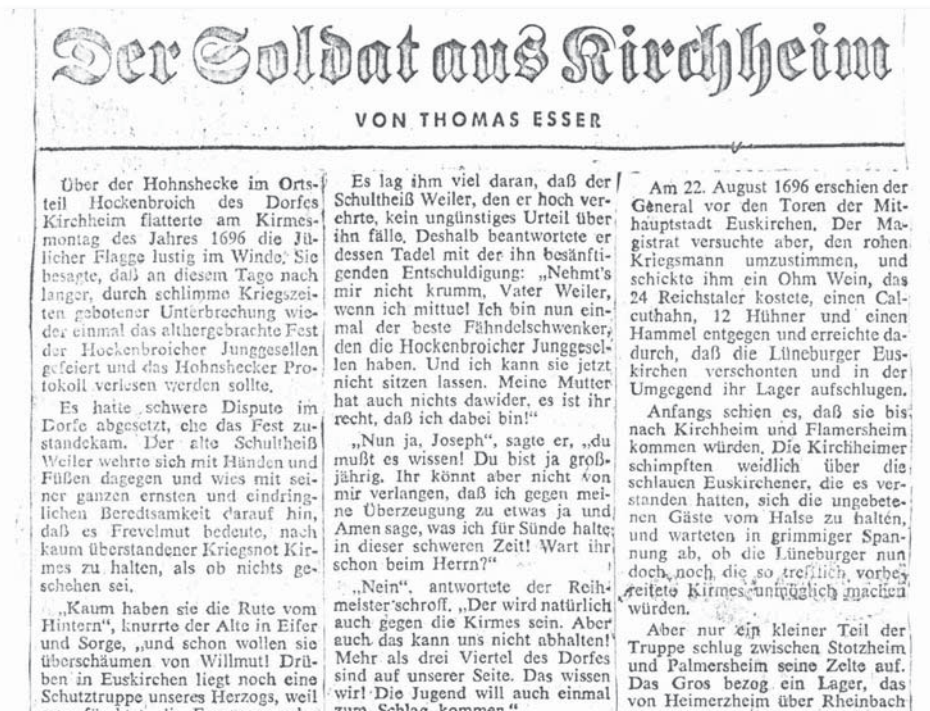 Der Soldat aus Kirchheim
VON THOMAS ESSER
Über der Hohnshecke im Orts-
teil Hockenbroich des Dorfes
Kirchheim flatterte am Kirmes-
montag des Jahres 1696 die Jü-
licher Flagge lustig im Winde. Sie
besagte, daß an diesem Tage nach
langer, durch schlimme Kriegszei-
ten gebotener Unterbrechung wie-
der einmal das althergebrachte Fest
der Hockenbroicher Junggesellen
gefeiert und das Hohnshecker Pro-
tokoll verlesen werden sollte.
Es hatte schwere Dispute im
Dorfe abgesetzt, ehe das Fest zu-
standekam. Der alte Schultheiß
Weiler wehrte sich mit Händen und
Füßen dagegen und wies mit sei-
ner ganzen ernsten und eindring-
lichen Beredtsamkeit darauf hin,
daß es Frevelmut bedeute, nach
kaum überstandener Kriegsnot Kir-
mes zu halten, als ob nichts ge-
schehen sei.
„Kaum haben sie die Rute vom
Hintern“, knurrte der Alte in Eifer
und Sorge, „und schon wollen sie
überschäumen von Willmut! Drü-
ben in Euskirchen liegt noch eine
Schutztruppe unseres Herzogs, weil
Es lag ihm viel daran, daß der
Schultheiß Weiler, den er hoch ver-
ehrte, kein ungünstiges Urteil über
ihn fälle. Deshalb beantwortete er
dessen Tadel mit der ihn besänfti-
genden Entschuldigung: „Nehmt's
mir nicht krumm, Vater Weiler,
wenn ich mittue! Ich bin nun ein-
mal der beste Fähndelschwenker,
den die Hockenbroicher Junggesel-
len haben. Und ich kann sie jetzt
nicht sitzen lassen. Meine Mutter
hat auch nichts dawider, es ist ihr
recht, daß ich dabei bin!“
„Nun ja, Joseph“, sagte er, „du
mußt es wissen! Du bist ja groß-
jährig. Ihr könnt aber nicht von
mir verlangen, daß ich gegen mei-
ne Überzeugung zu etwas ja und
Amen sage, was ich für Sünde halte
in dieser schweren Zeit! Wart ihr
schon beim Herrn?“
„Nein“, antwortete der Reih-
meister schroff. „Der wird natürlich
auch gegen die Kirmes sein. Aber
auch das kann uns nicht abhalten!
Mehr als drei Viertel des Dorfes
sind auf unserer Seite. Das wissen
wir! Die Jugend will auch einmal
zum Schlag kommen.“
Am 22. August 1696 erschien der
General vor den Toren der Mit-
hauptstadt Euskirchen. Der Ma-
gistrat versuchte aber, den rohen
Kriegsmann umzustimmen, und
schickte ihm ein Ohm Wein, das
24 Reichstaler kostete, einen Cal-
cuthahn, 12 Hühner und einen
Hammel entgegen und erreichte da-
durch, daß die Lüneburger Eus-
kirchen verschonten und in der
Umgegend ihr Lager aufschlugen.
Anfangs schien es, daß sie bis
nach Kirchheim und Flamersheim
kommen würden. Die Kirchheimer
schimpften weidlich über die
schlauen Euskirchener, die es ver-
standen hatten, sich die ungebete-
nen Gäste vom Halse zu halten,
und warteten in grimmiger Span-
nung ab, ob die Lüneburger nun
doch noch die so trefflich vorbe-
reitete Kirmes unmöglich machen
würden.
Aber nur ein kleiner Teil der
Truppe schlug zwischen Stotzheim
und Palmersheim seine Zelte auf.
Das Gros bezog ein Lager, das
von Heimerzheim über Rheinbach